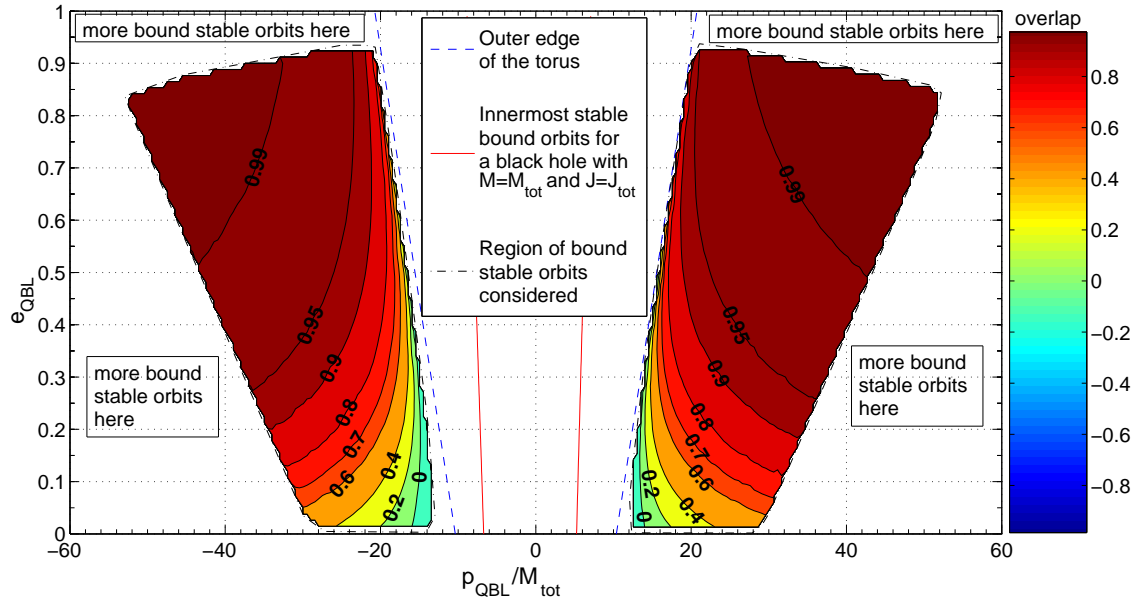 more bound stable orbits here
more bound stable orbits here
overlap
Outer edge
of the torus
Innermost stable
bound orbits for
a black hole with
M=M_tot and J=J_tot
Region of bound
stable orbits
considered
more bound
stable orbits
here
more bound
stable orbits
here
0.99
0.95
0.9
0.8
0.7
0.6
0.4
0.2
0
0.99
0.95
0.9
0.8
0.7
0.6
0.4
0.2
0
1
0.9
0.8
0.7
0.6
0.5
0.4
0.3
0.2
0.1
0
e_QBL
−60
−40
−20
0
20
40
60
p_QBL/M_tot
0.8
0.6
0.4
0.2
0
−0.2
−0.4
−0.6
−0.8